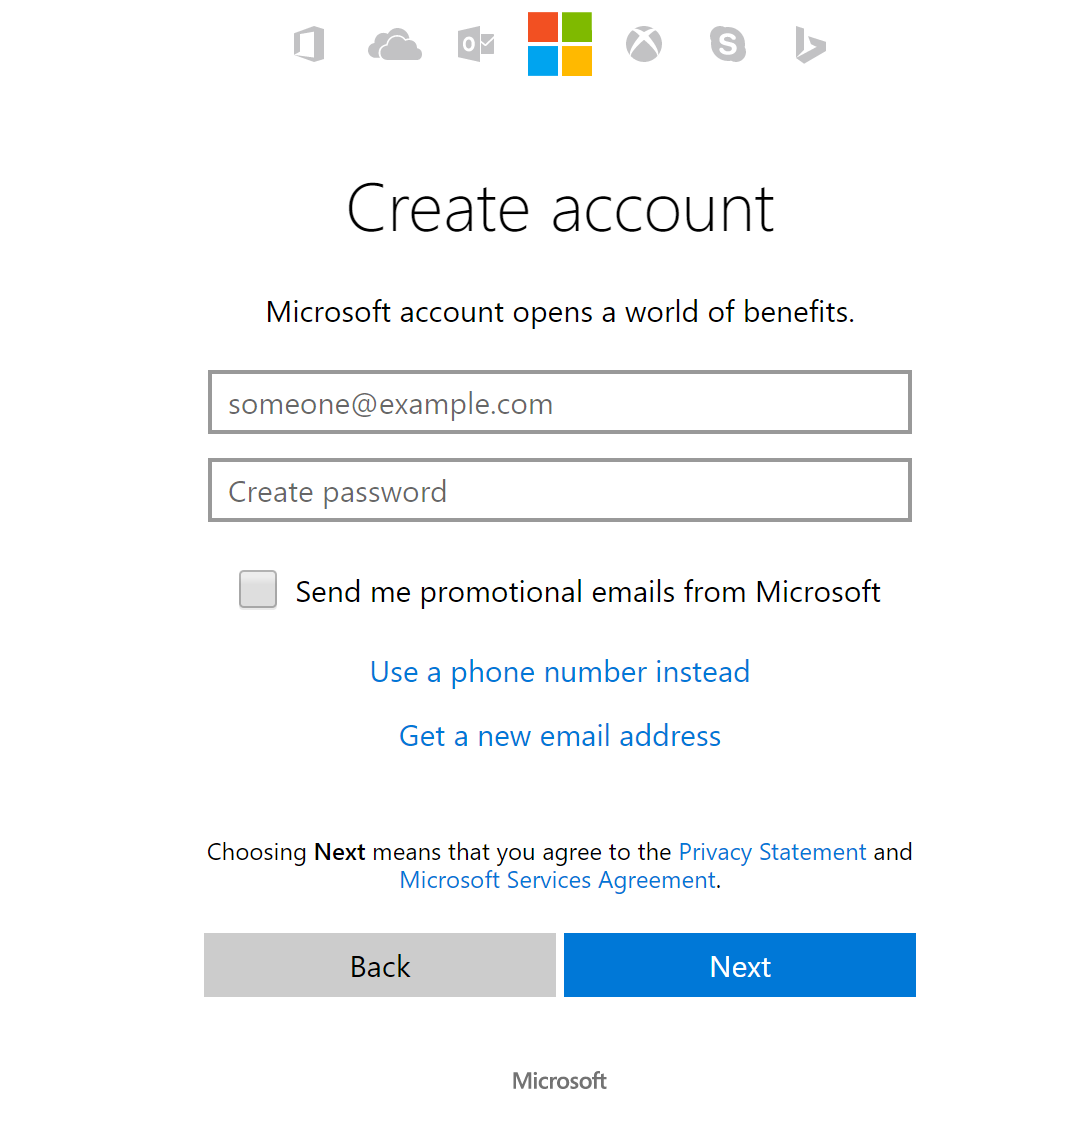 Create account
Microsoft account opens a world of benefits.
someone@example.com
Create password
Send me promotional emails from Microsoft
Use a phone number instead
Get a new email address
Choosing Next means that you agree to the Privacy Statement and
Microsoft Services Agreement.
Back
Next
Microsoft